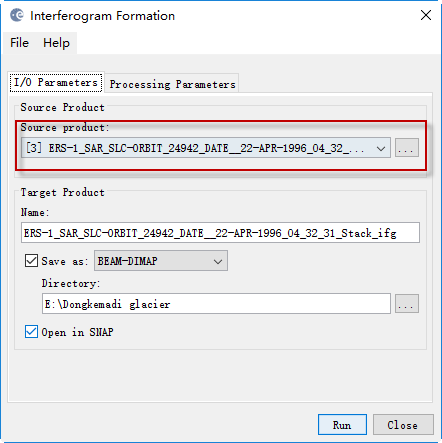 Interferogram Formation
File Help
I/O Parameters Processing Parameters
Source Product
Source product:
[3] ERS-1_SAR_SLC-ORBIT_24942_DATE__22-APR-1996_04_32_... ...
Target Product
Name:
ERS-1_SAR_SLC-ORBIT_24942_DATE__22-APR-1996_04_32_31_Stack_ifg
Save as: BEAM-DIMAP
Directory:
E:\Dongkemadi glacier ...
Open in SNAP
Run Close